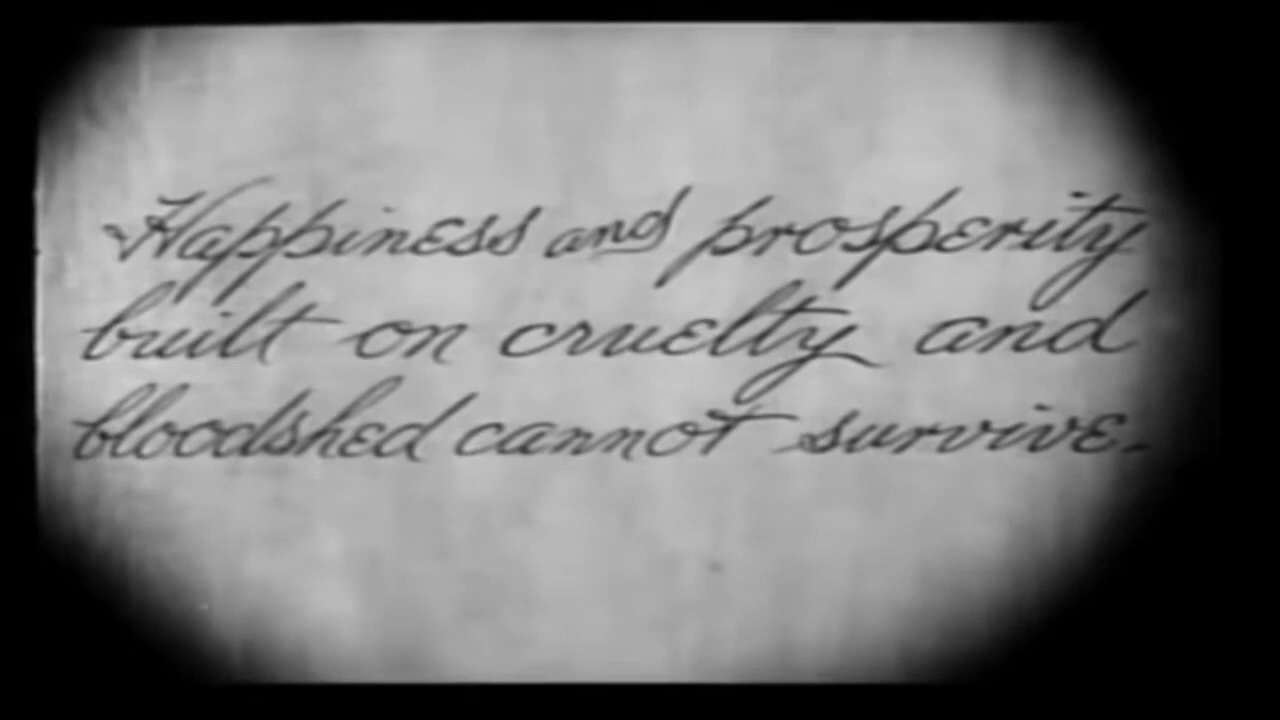 Happiness and prosperity
built on cruelty and
bloodshed cannot survive.